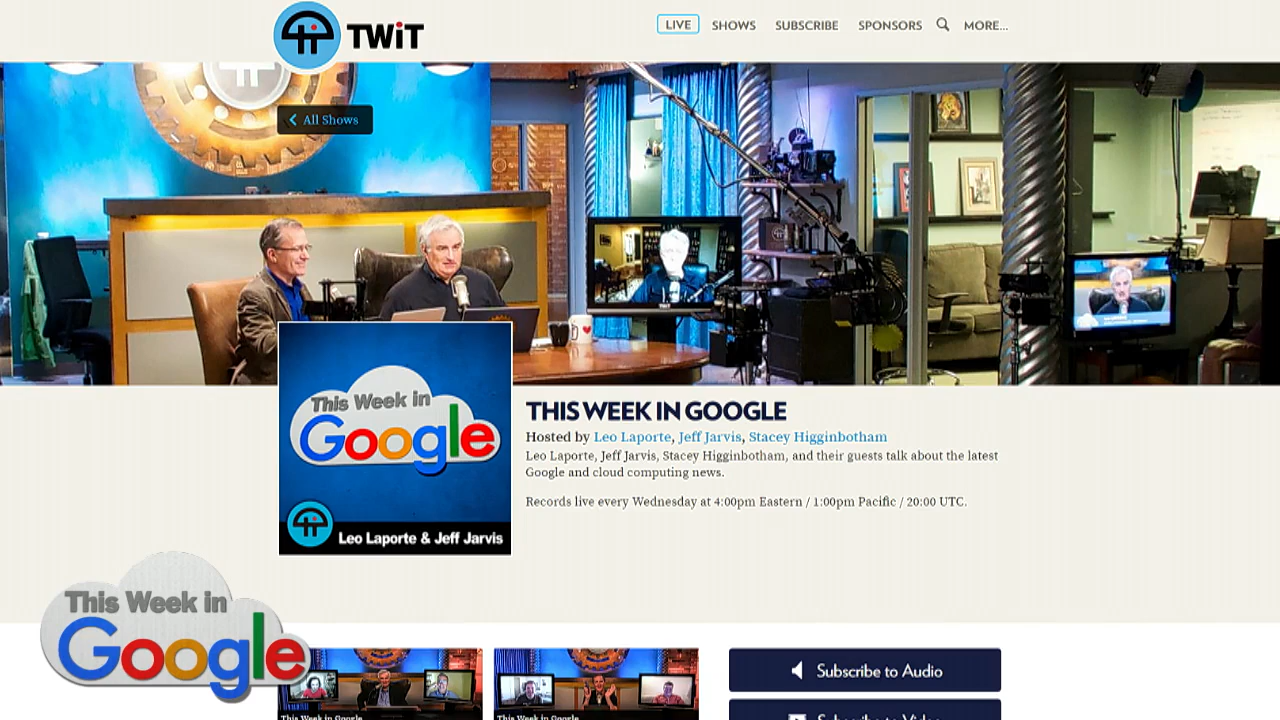 TWiT
LIVE
SHOWS
SUBSCRIBE
SPONSORS
MORE...
All Shows
This Week in
Google
Leo Laporte & Jeff Jarvis
THIS WEEK IN GOOGLE
Hosted by Leo Laporte, Jeff Jarvis, Stacey Higginbotham
Leo Laporte, Jeff Jarvis, Stacey Higginbotham, and their guests talk about the latest
Google and cloud computing news.
Records live every Wednesday at 4:00pm Eastern / 1:00pm Pacific / 20:00 UTC.
This Week in
Google
This Week in Google
This Week in Google
Subscribe to Audio
Subscribe to Video